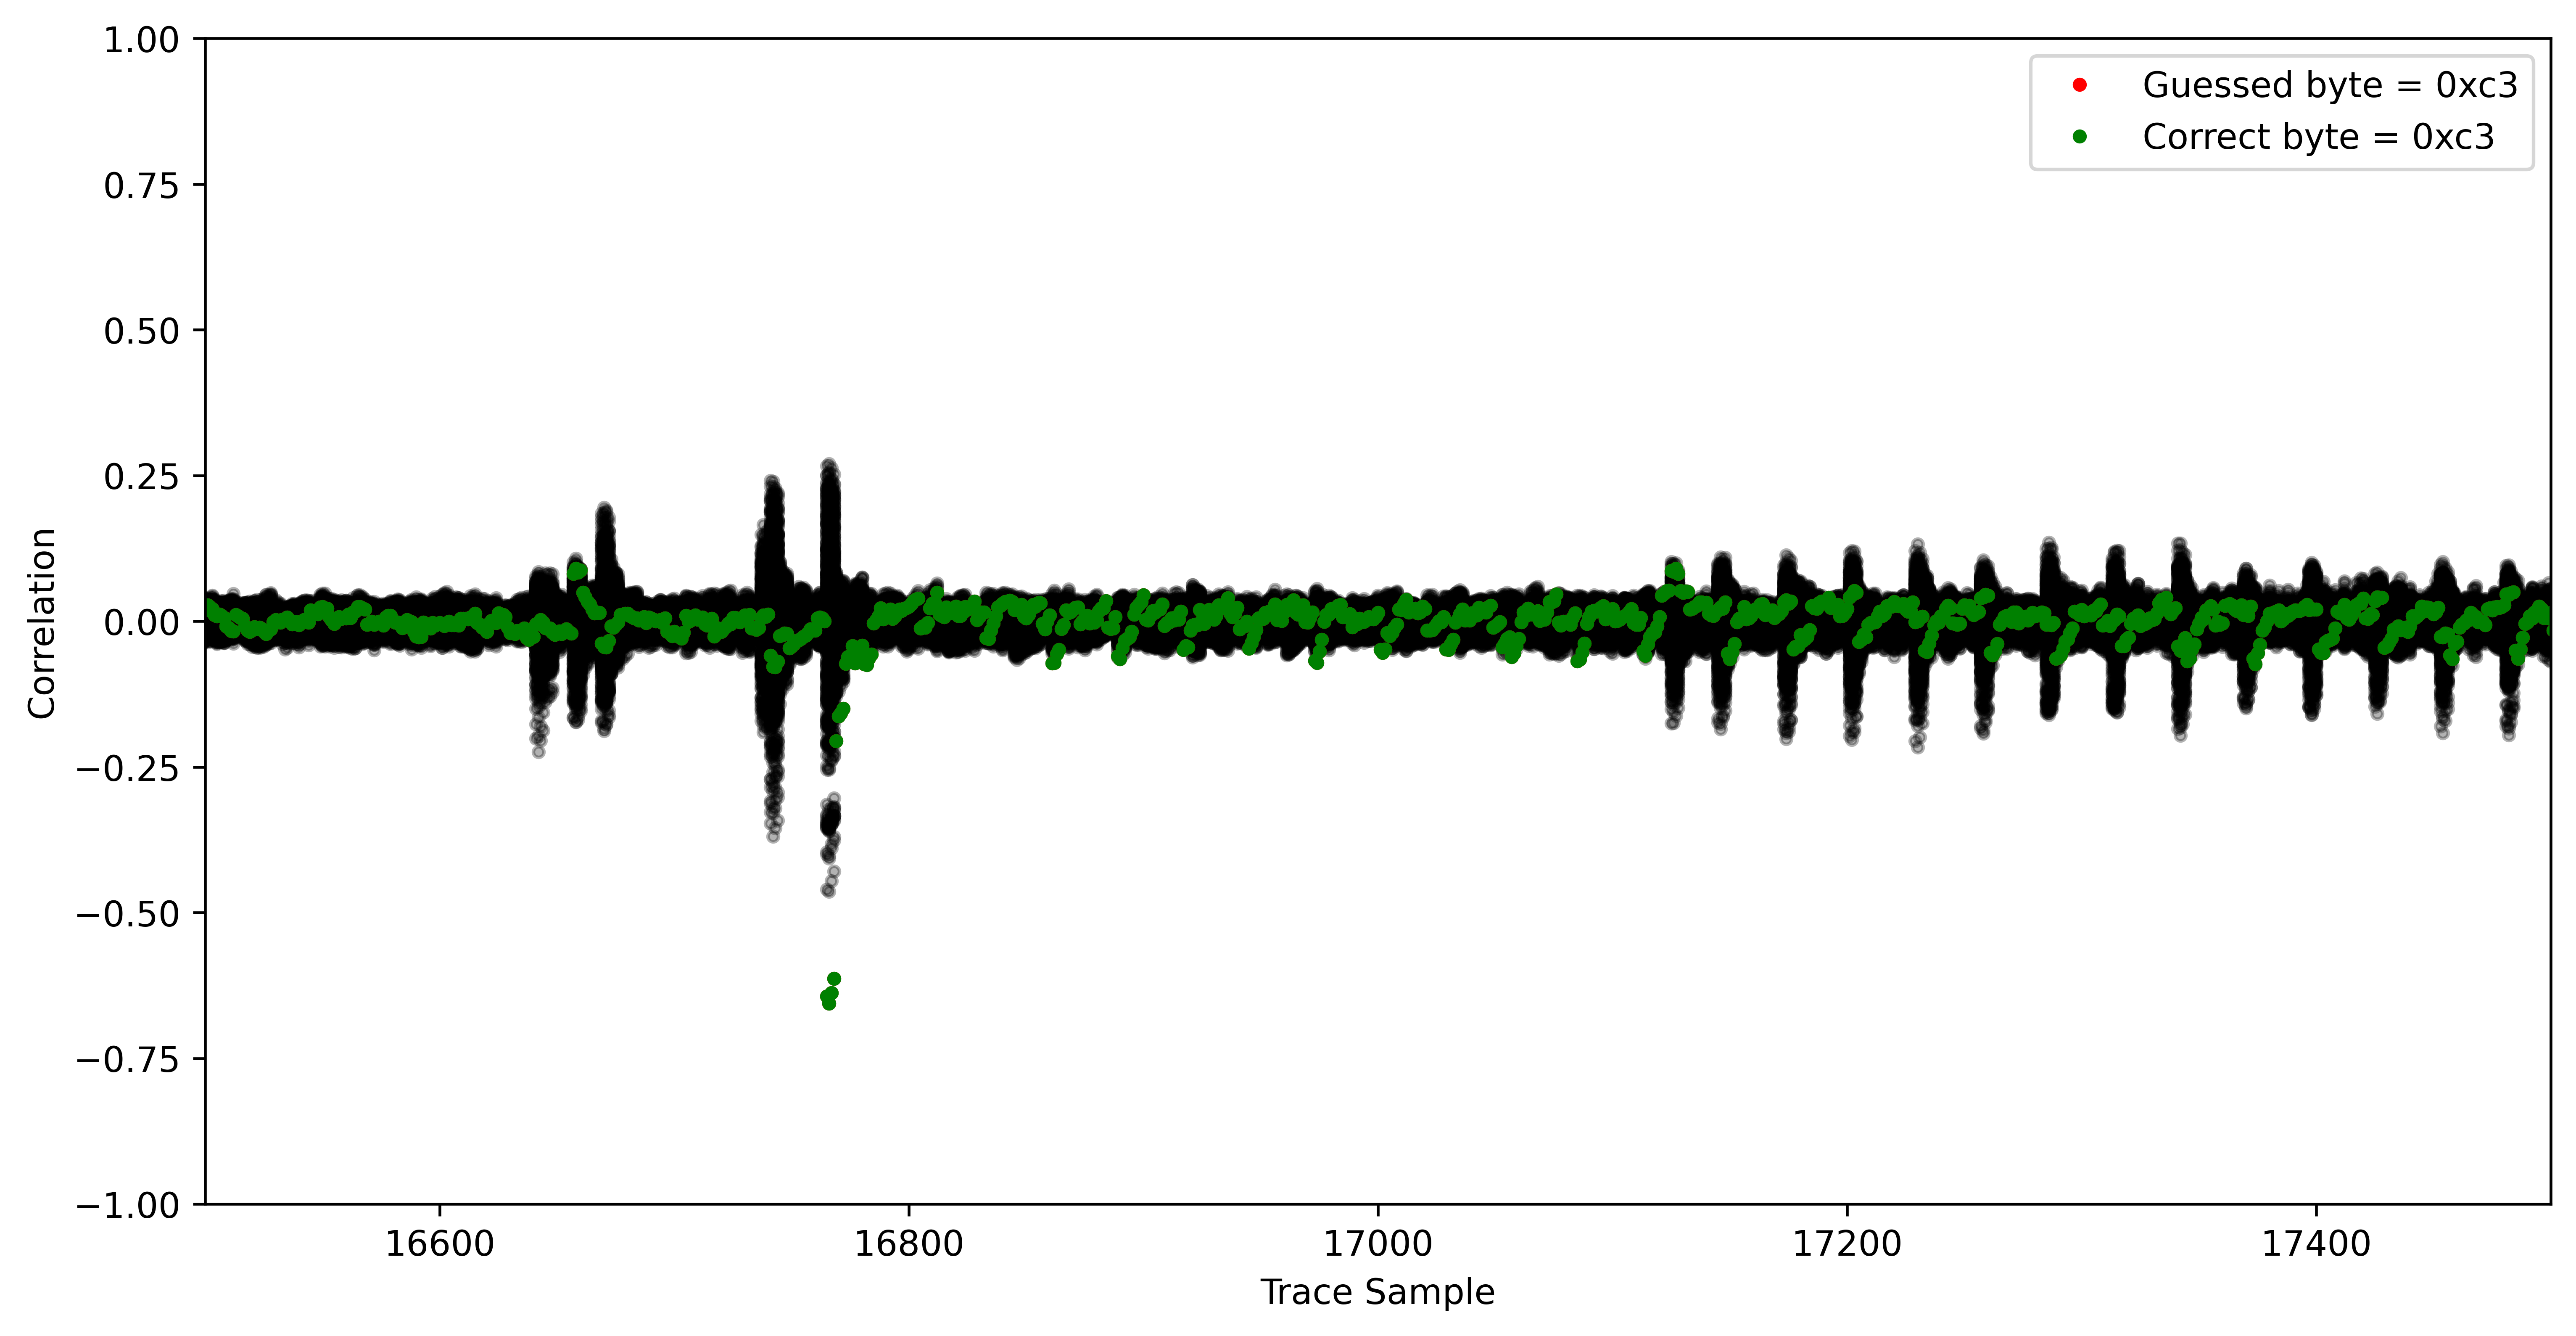 1.00
0.75
0.50
0.25
0.00
−0.25
−0.50
−0.75
−1.00
Correlation
Guessed byte = 0xc3
Correct byte = 0xc3
16600 16800 17000 17200 17400
Trace Sample